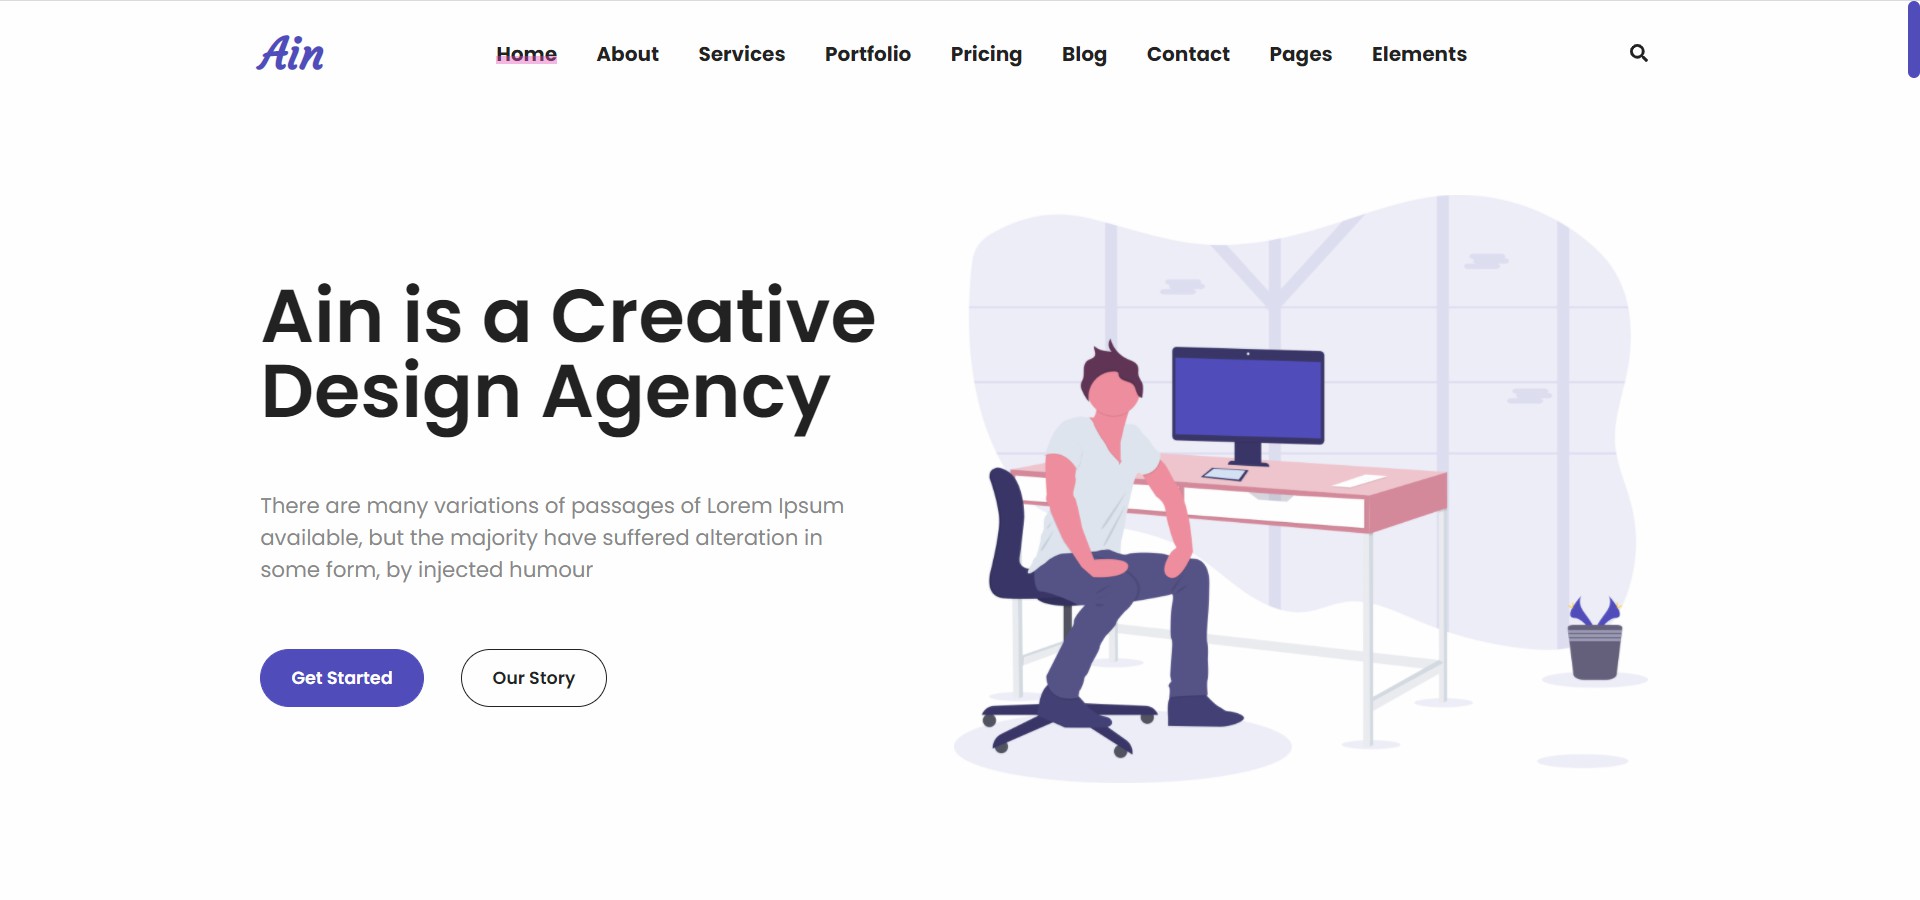 Ain
Home About Services Portfolio Pricing Blog Contact Pages Elements
Ain is a Creative
Design Agency
There are many variations of passages of Lorem Ipsum
available, but the majority have suffered alteration in
some form, by injected humour
Get Started Our Story